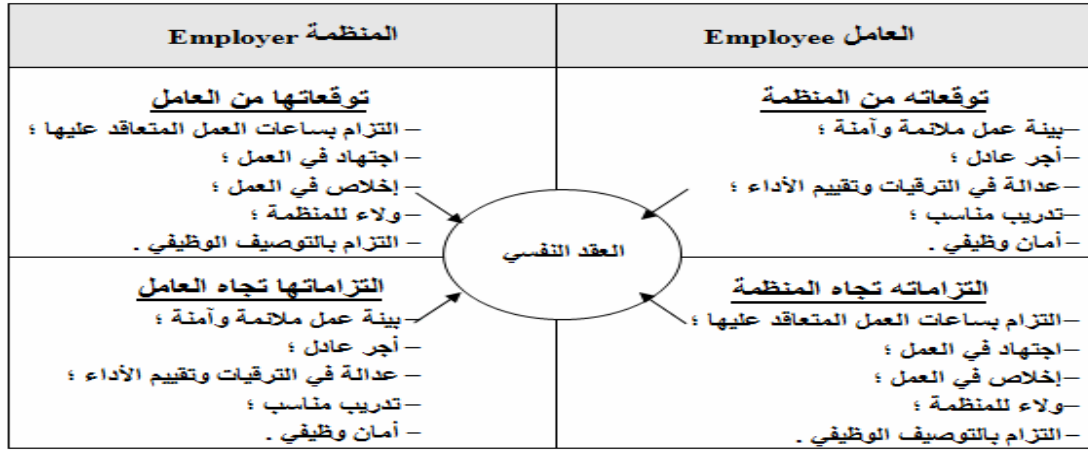 العامل Employee
المنظمة Employer
توقعاته من المنظمة
–بيئة عمل ملائمة وآمنة ؛
–أجر عادل ؛
–عدالة في الترقيات وتقييم الأداء ؛
–تدريب مناسب ؛
–أمان وظيفي .
توقعاتها من العامل
– التزام بساعات العمل المتعاقد عليها ؛
– اجتهاد في العمل ؛
– إخلاص في العمل ؛
– ولاء للمنظمة ؛
– التزام بالتوصيف الوظيفي .
العقد النفسي
التزاماته تجاه المنظمة
–التزام بساعات العمل المتعاقد عليها ؛
–اجتهاد في العمل ؛
–إخلاص في العمل ؛
–ولاء للمنظمة ؛
–التزام بالتوصيف الوظيفي .
التزاماتها تجاه العامل
–بيئة عمل ملائمة وآمنة ؛
– أجر عادل ؛
– عدالة في الترقيات وتقييم الأداء ؛
– تدريب مناسب ؛
– أمان وظيفي .